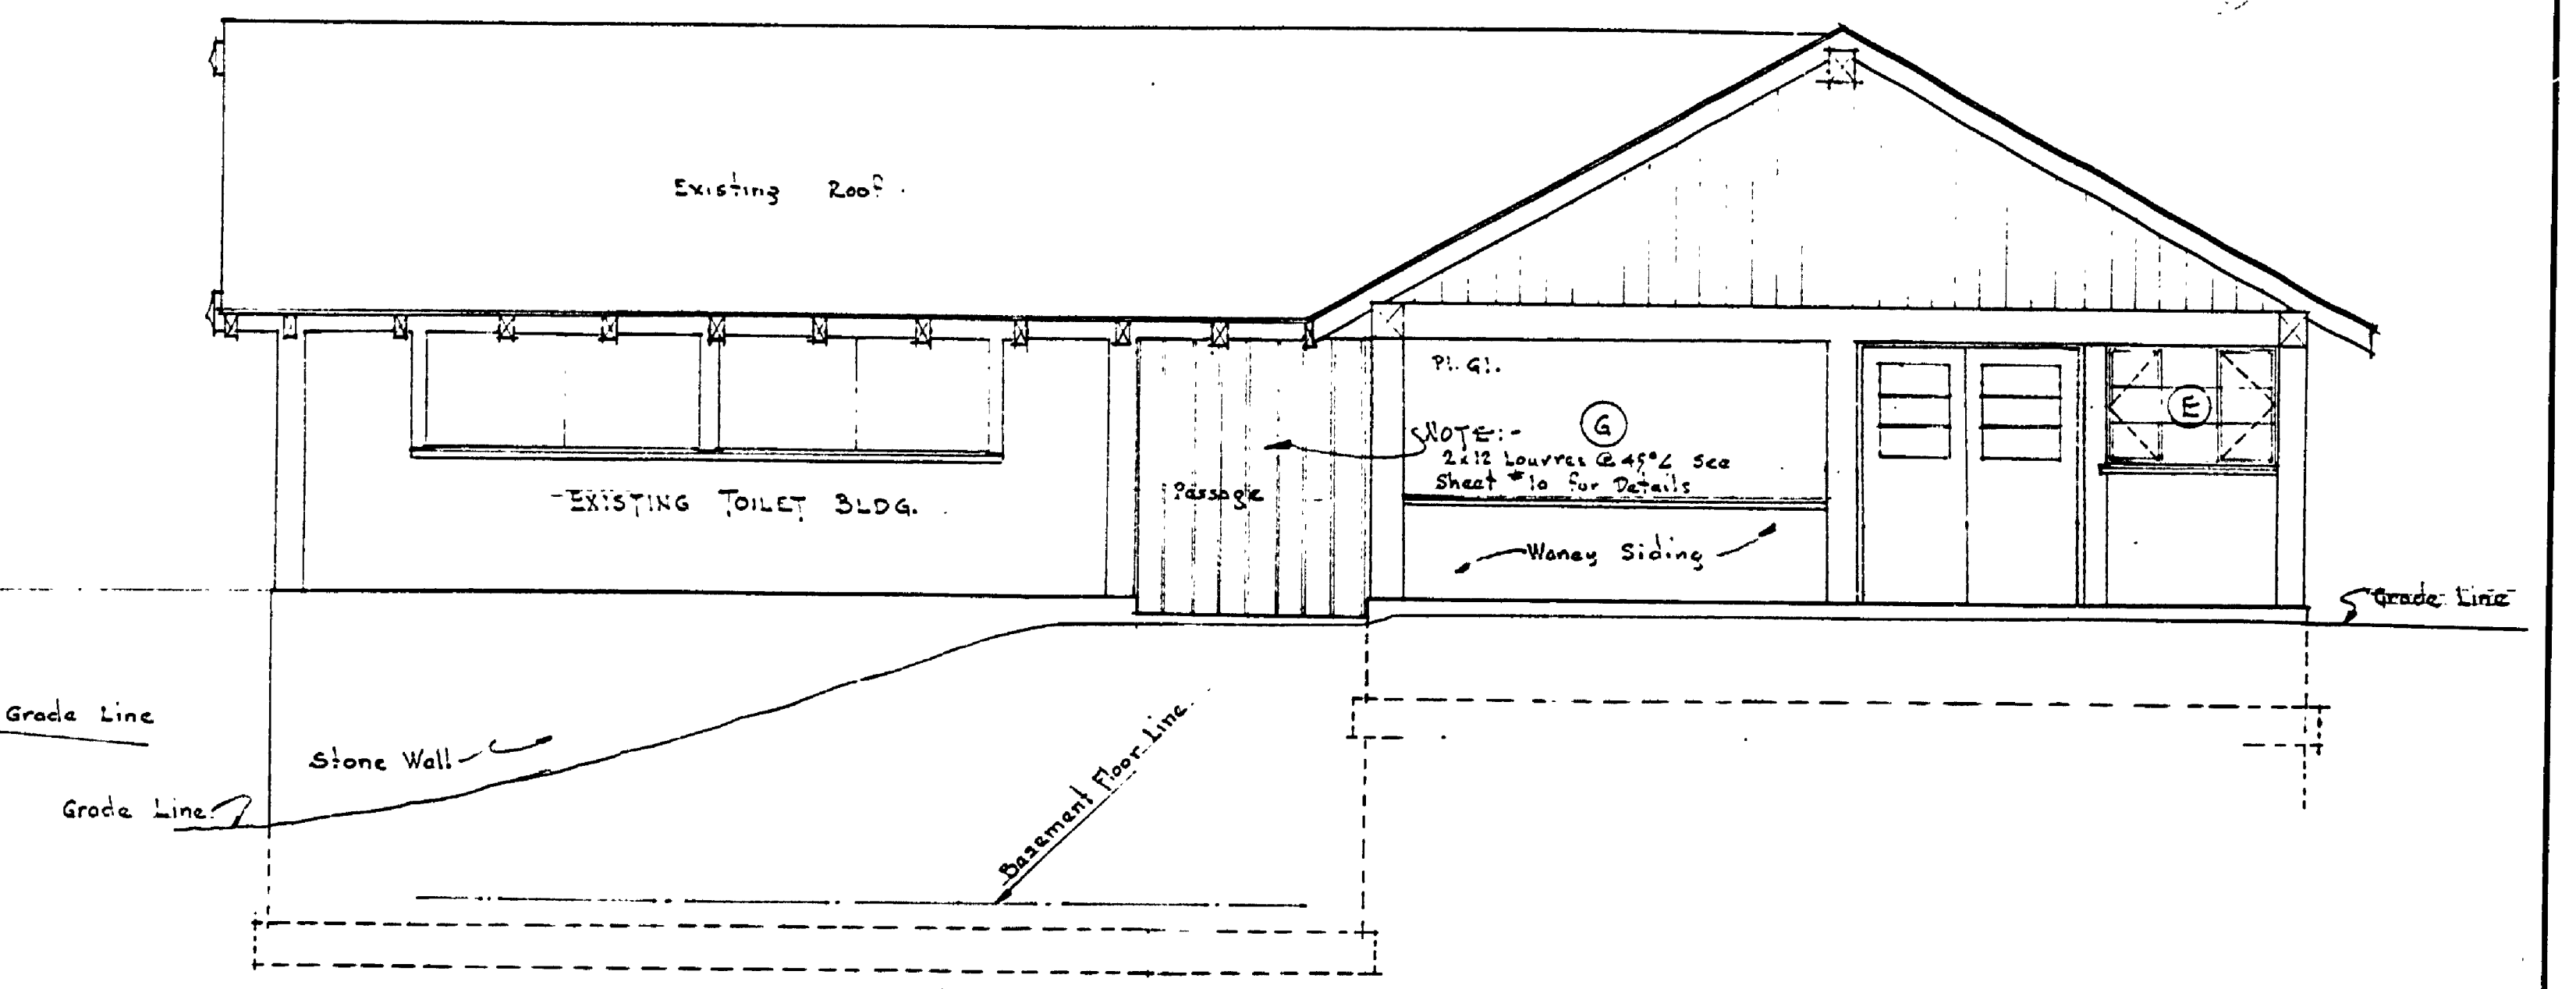 Existing Roof.
Pl. Gl.
G
E
NOTE:-
2x12 Louvres @ 45°∠ See
Sheet #10 for Details
Passage
-EXISTING TOILET BLDG.
Waney Siding
Grade Line
Grade Line
Stone Wall
Grade Line
Basement Floor Line.